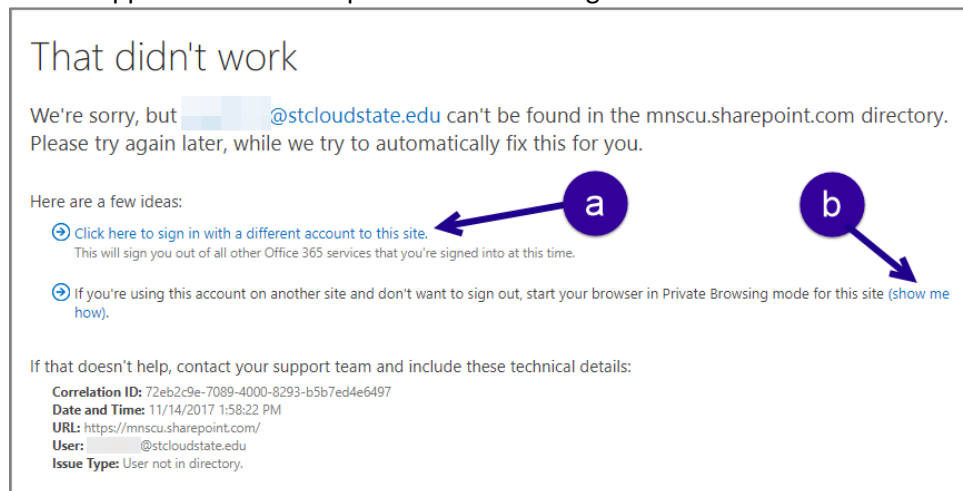 That didn't work
We're sorry, but @stcloudstate.edu can't be found in the mnscu.sharepoint.com directory.
Please try again later, while we try to automatically fix this for you.
Here are a few ideas:
a
b
Click here to sign in with a different account to this site.
This will sign you out of all other Office 365 services that you're signed into at this time.
If you're using this account on another site and don't want to sign out, start your browser in Private Browsing mode for this site (show me
how).
If that doesn't help, contact your support team and include these technical details:
Correlation ID: 72eb2c9e-7089-4000-8293-b5b7ed4e6497
Date and Time: 11/14/2017 1:58:22 PM
URL: https://mnscu.sharepoint.com/
User: @stcloudstate.edu
Issue Type: User not in directory.